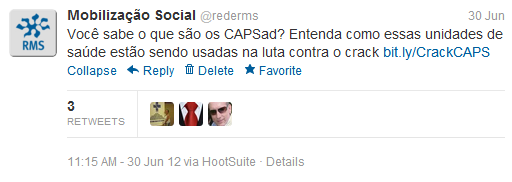 Mobilização Social @rederms 30 Jun
Você sabe o que são os CAPSad? Entenda como essas unidades de
saúde estão sendo usadas na luta contra o crack bit.ly/CrackCAPS
Collapse Reply Delete Favorite
RMS
3
RETWEETS
11:15 AM - 30 Jun 12 via HootSuite · Details